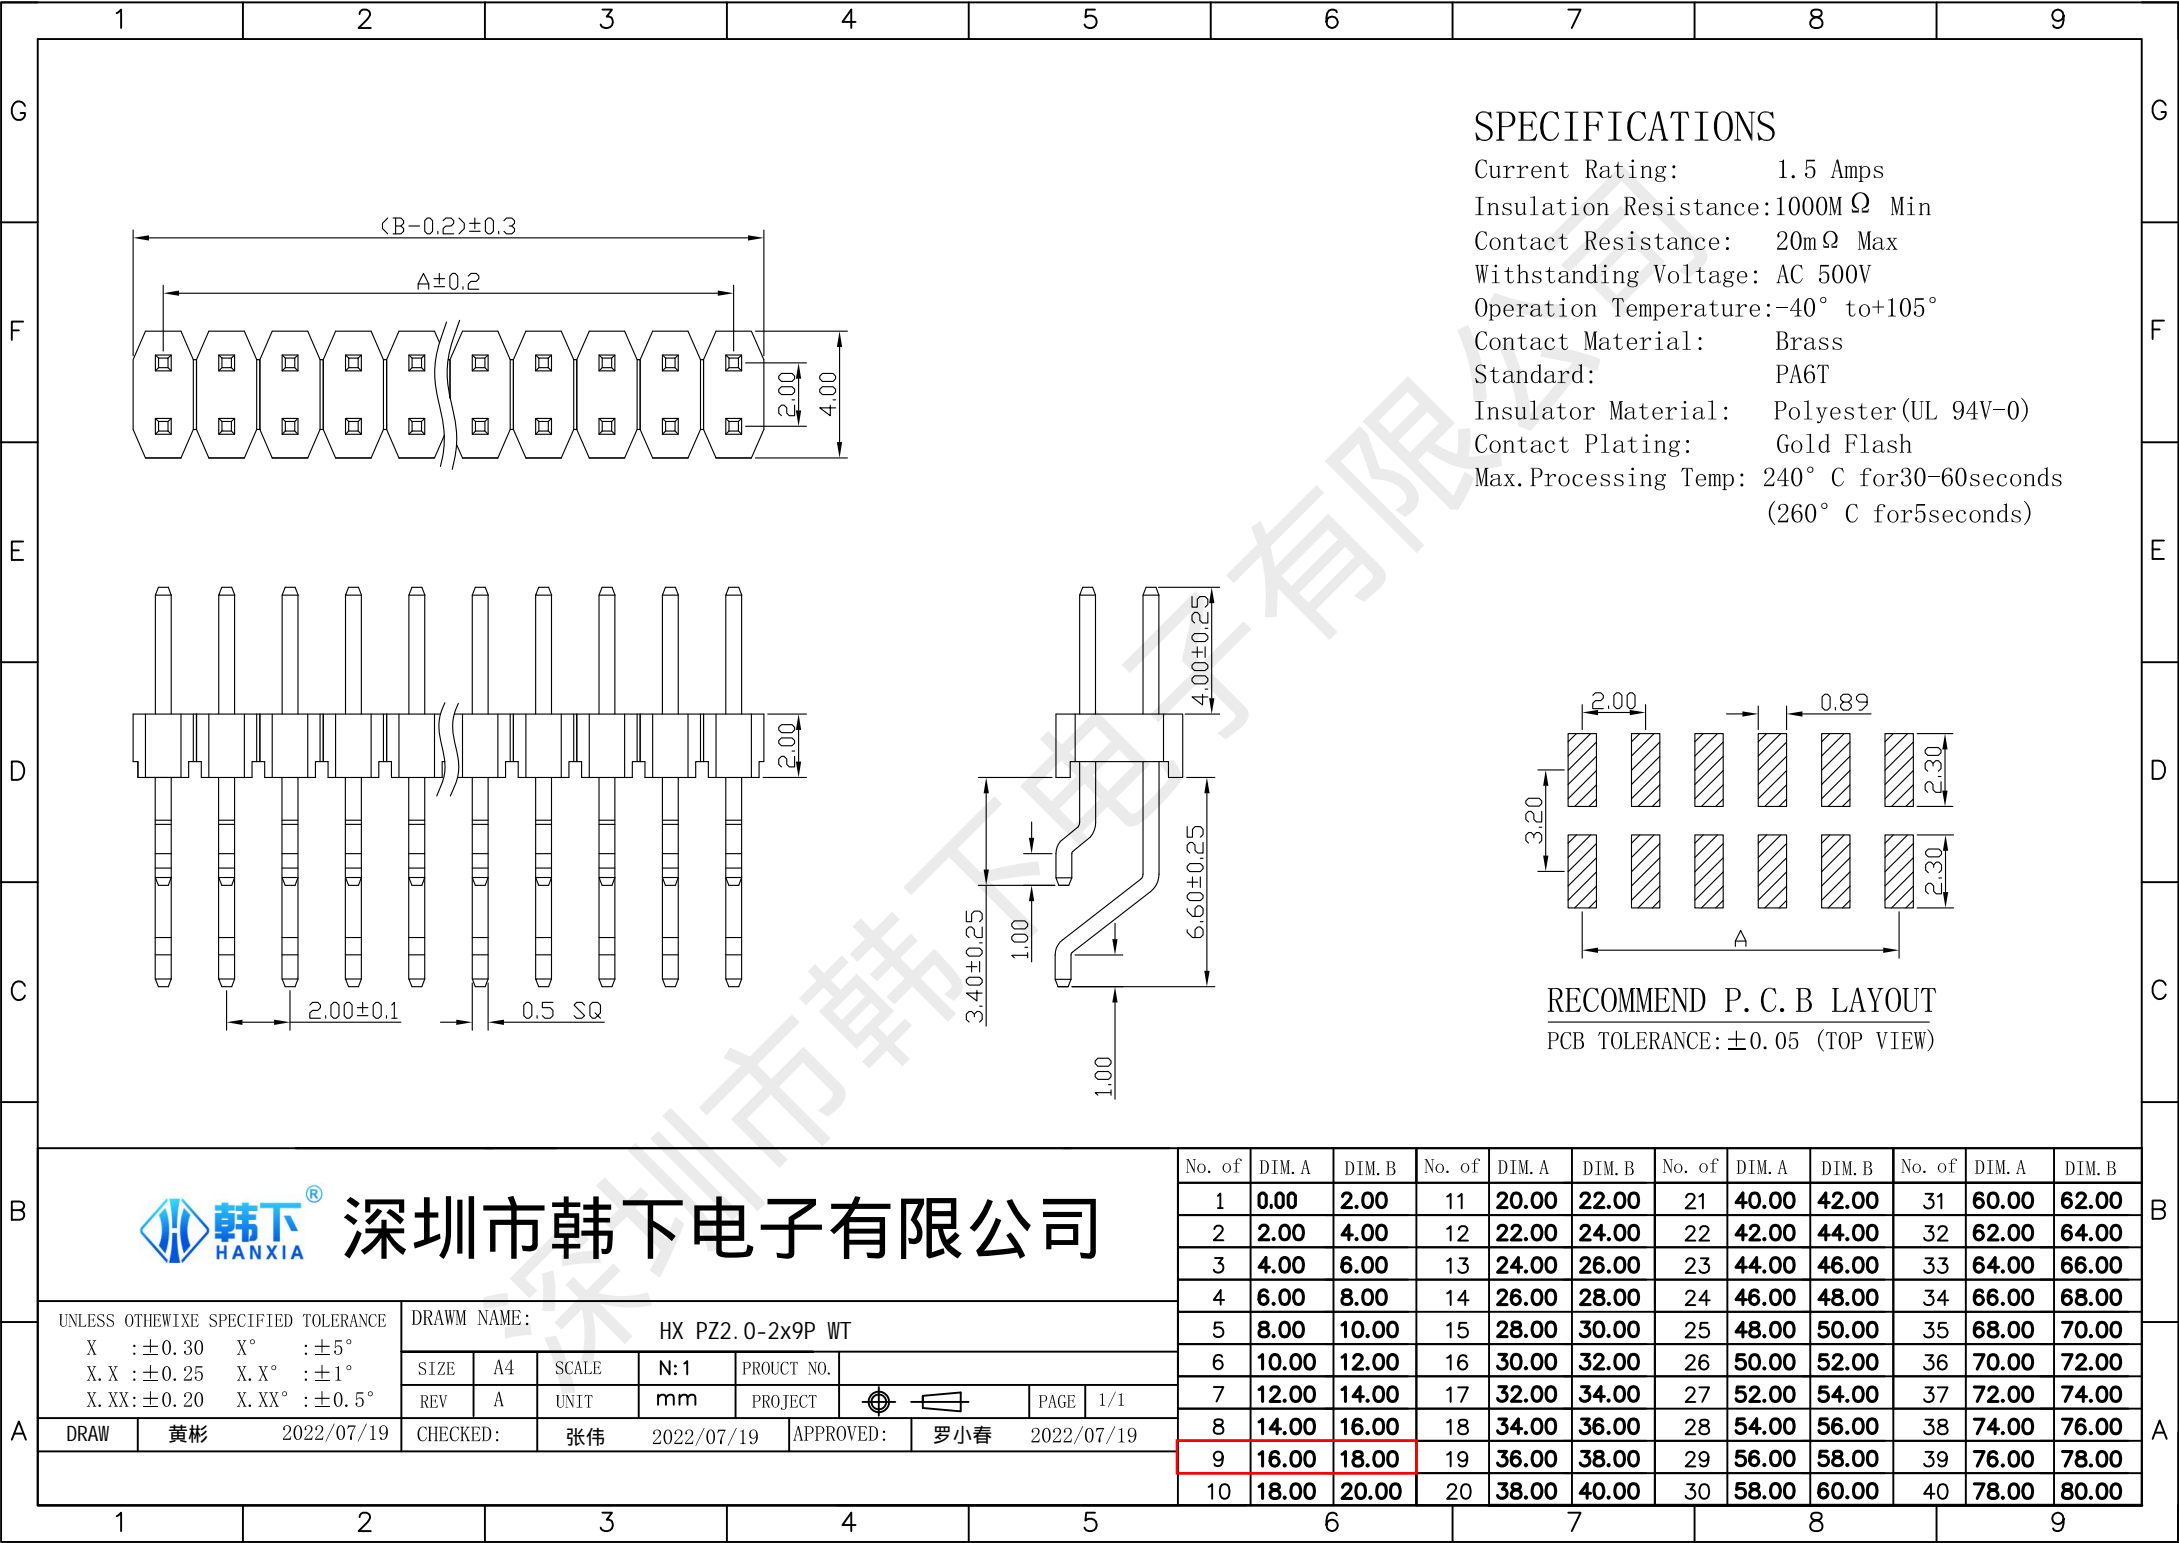 1 2 3 4 5 6 7 8 9
G
F
E
D
C
B
A
G
F
E
D
C
B
A
深圳市韩下电子有限公司
(B-0.2)±0.3
A±0.2
2.00
4.00
SPECIFICATIONS
Current Rating: 1.5 Amps
Insulation Resistance:1000MΩ Min
Contact Resistance: 20mΩ Max
Withstanding Voltage: AC 500V
Operation Temperature:-40° to+105°
Contact Material: Brass
Standard: PA6T
Insulator Material: Polyester(UL 94V-0)
Contact Plating: Gold Flash
Max.Processing Temp: 240° C for30-60seconds
(260° C for5seconds)
2.00
2.00±0.1
0.5 SQ
4.00±0.25
3.40±0.25
1.00
6.60±0.25
1.00
2.00
0.89
2.30
3.20
2.30
A
RECOMMEND P.C.B LAYOUT
PCB TOLERANCE:±0.05 (TOP VIEW)
韩下®
HANXIA
深圳市韩下电子有限公司
UNLESS OTHEWIXE SPECIFIED TOLERANCE
X :±0.30 X° :±5°
X.X :±0.25 X.X° :±1°
X.XX:±0.20 X.XX° :±0.5°
DRAWM NAME:
HX PZ2.0-2x9P WT
SIZE A4 SCALE N:1 PROUCT NO.
REV A UNIT mm PROJECT PAGE 1/1
DRAW 黄彬 2022/07/19 CHECKED: 张伟 2022/07/19 APPROVED: 罗小春 2022/07/19
No. of DIM.A DIM.B No. of DIM.A DIM.B No. of DIM.A DIM.B No. of DIM.A DIM.B
1 0.00 2.00 11 20.00 22.00 21 40.00 42.00 31 60.00 62.00
2 2.00 4.00 12 22.00 24.00 22 42.00 44.00 32 62.00 64.00
3 4.00 6.00 13 24.00 26.00 23 44.00 46.00 33 64.00 66.00
4 6.00 8.00 14 26.00 28.00 24 46.00 48.00 34 66.00 68.00
5 8.00 10.00 15 28.00 30.00 25 48.00 50.00 35 68.00 70.00
6 10.00 12.00 16 30.00 32.00 26 50.00 52.00 36 70.00 72.00
7 12.00 14.00 17 32.00 34.00 27 52.00 54.00 37 72.00 74.00
8 14.00 16.00 18 34.00 36.00 28 54.00 56.00 38 74.00 76.00
9 16.00 18.00 19 36.00 38.00 29 56.00 58.00 39 76.00 78.00
10 18.00 20.00 20 38.00 40.00 30 58.00 60.00 40 78.00 80.00
1 2 3 4 5 6 7 8 9